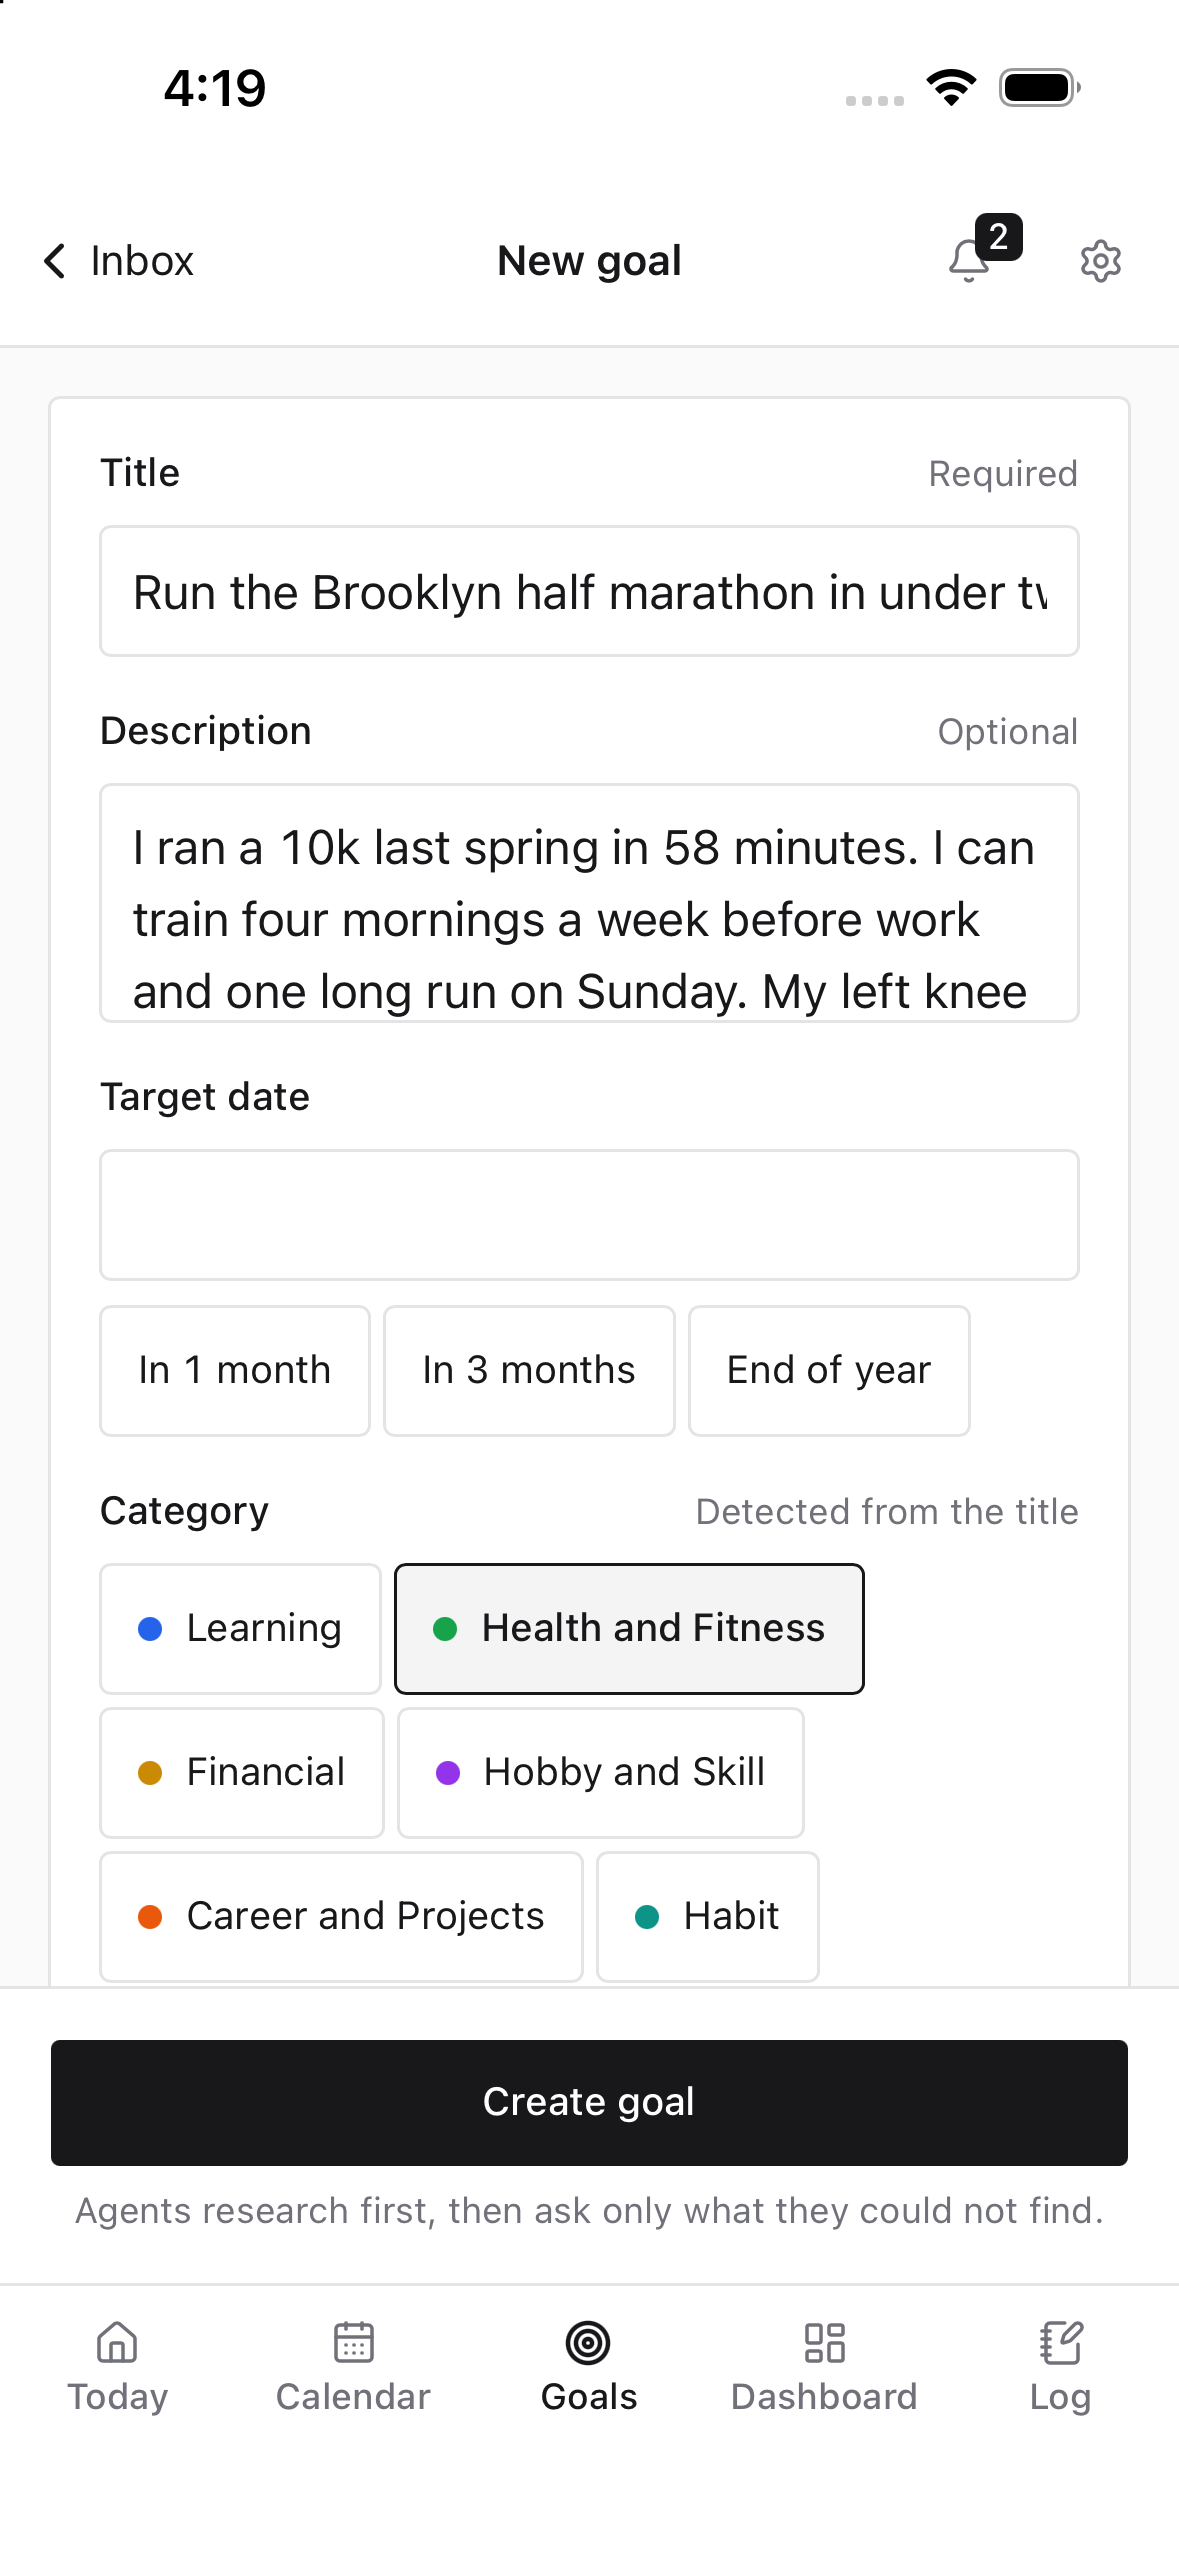 4:19
Inbox
New goal
2
Title
Required
Run the Brooklyn half marathon in under
Description
Optional
I ran a 10k last spring in 58 minutes. I can
train four mornings a week before work
and one long run on Sunday. My left knee
Target date
In 1 month
In 3 months
End of year
Category
Detected from the title
Learning
Health and Fitness
Financial
Hobby and Skill
Career and Projects
Habit
Create goal
Agents research first, then ask only what they could not find.
Today
Calendar
Goals
Dashboard
Log